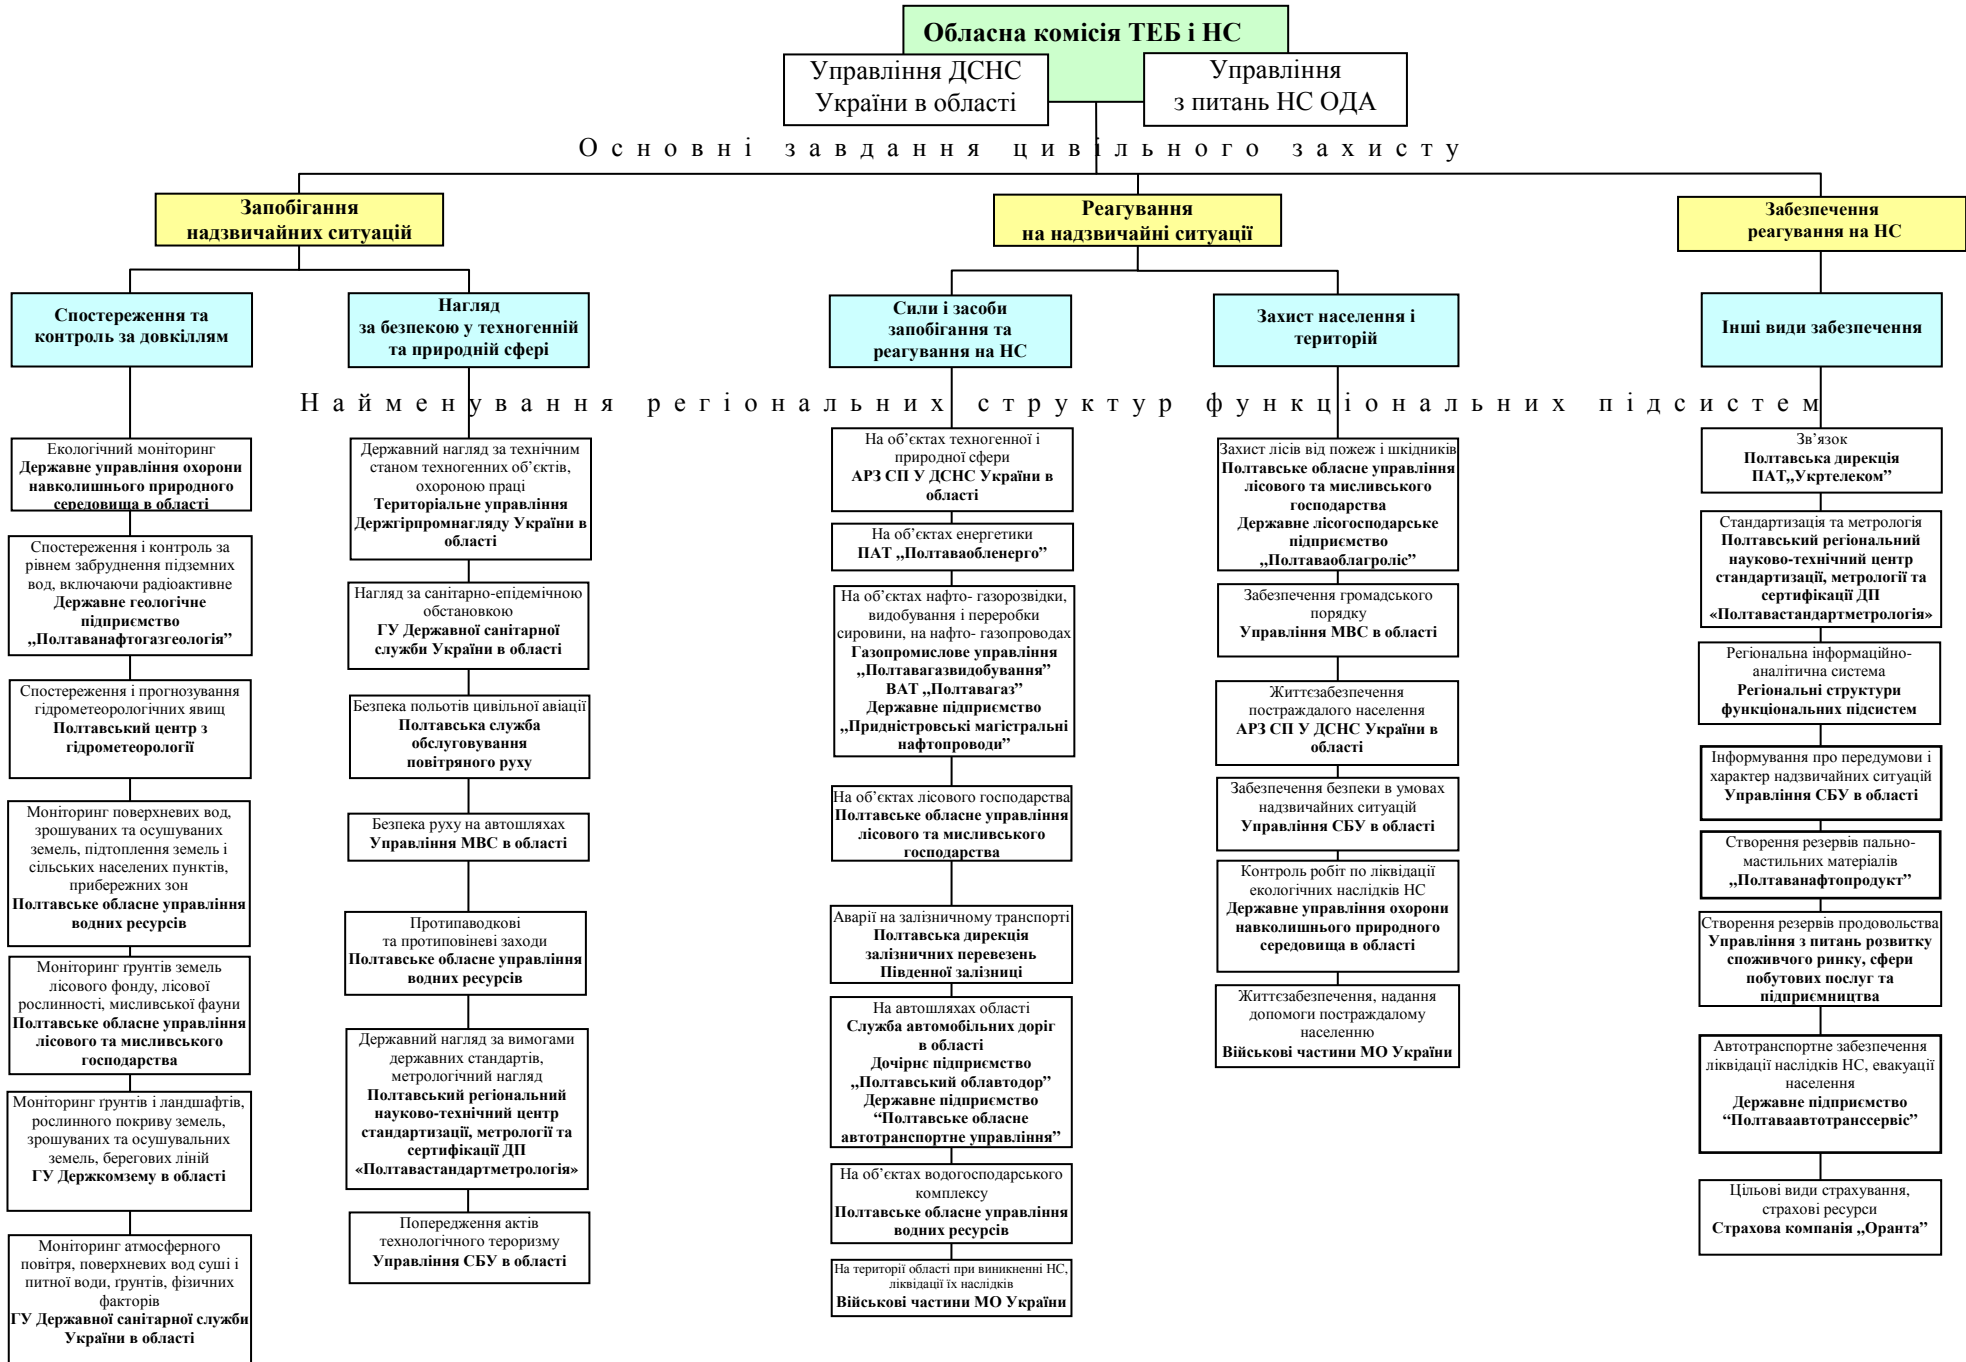 Обласна комісія ТЕБ і НС
Управління ДСНС
України в області
Управління
з питань НС ОДА
Основні завдання цивільного захисту
Запобігання
надзвичайних ситуацій
Реагування
на надзвичайні ситуації
Забезпечення
реагування на НС
Спостереження та
контроль за довкіллям
Нагляд
за безпекою у техногенній
та природній сфері
Сили і засоби
запобігання та
реагування на НС
Захист населення і
територій
Інші види забезпечення
Найменування регіональних структур функціональних підсистем
Екологічний моніторинг
Державне управління охорони
навколишнього природного
середовища в області
Спостереження і контроль за
рівнем забруднення підземних
вод, включаючи радіоактивне
Державне геологічне
підприємство
„Полтаванафтогазгеологія”
Спостереження і прогнозування
гідрометеорологічних явищ
Полтавський центр з
гідрометеорології
Моніторинг поверхневих вод,
зрошуваних та осушуваних
земель, підтоплення земель і
сільських населених пунктів,
прибережних зон
Полтавське обласне управління
водних ресурсів
Моніторинг ґрунтів земель
лісового фонду, лісової
рослинності, мисливської фауни
Полтавське обласне управління
лісового та мисливського
господарства
Моніторинг ґрунтів і ландшафтів,
рослинного покриву земель,
зрошуваних та осушувальних
земель, берегових ліній
ГУ Держкомзему в області
Моніторинг атмосферного
повітря, поверхневих вод суші і
питної води, ґрунтів, фізичних
факторів
ГУ Державної санітарної служби
України в області
Державний нагляд за технічним
станом техногенних об’єктів,
охороною праці
Територіальне управління
Держгірпромнагляду України в
області
Нагляд за санітарно-епідемічною
обстановкою
ГУ Державної санітарної
служби України в області
Безпека польотів цивільної авіації
Полтавська служба
обслуговування
повітряного руху
Безпека руху на автошляхах
Управління МВС в області
Протипаводкові
та протиповіневі заходи
Полтавське обласне управління
водних ресурсів
Державний нагляд за вимогами
державних стандартів,
метрологічний нагляд
Полтавський регіональний
науково-технічний центр
стандартизації, метрології та
сертифікації ДП
«Полтавастандартметрологія»
Попередження актів
технологічного тероризму
Управління СБУ в області
На об’єктах техногенної і
природної сфери
АРЗ СП У ДСНС України в
області
На об’єктах енергетики
ПАТ „Полтаваобленерго”
На об’єктах нафто- газорозвідки,
видобування і переробки
сировини, на нафто- газопроводах
Газопромислове управління
„Полтавагазвидобування”
ВАТ „Полтавагаз”
Державне підприємство
„Придністровські магістральні
нафтопроводи”
На об’єктах лісового господарства
Полтавське обласне управління
лісового та мисливського
господарства
Аварії на залізничному транспорті
Полтавська дирекція
залізничних перевезень
Південної залізниці
На автошляхах області
Служба автомобільних доріг
в області
Дочірнє підприємство
„Полтавський облавтодор”
Державне підприємство
“Полтавське обласне
автотранспортне управління”
На об’єктах водогосподарського
комплексу
Полтавське обласне управління
водних ресурсів
На території області при виникненні НС,
ліквідації їх наслідків
Військові частини МО України
Захист лісів від пожеж і шкідників
Полтавське обласне управління
лісового та мисливського
господарства
Державне лісогосподарське
підприємство
„Полтаваоблагроліс”
Забезпечення громадського
порядку
Управління МВС в області
Життєзабезпечення
постраждалого населення
АРЗ СП У ДСНС України в
області
Забезпечення безпеки в умовах
надзвичайних ситуацій
Управління СБУ в області
Контроль робіт по ліквідації
екологічних наслідків НС
Державне управління охорони
навколишнього природного
середовища в області
Життєзабезпечення, надання
допомоги постраждалому
населенню
Військові частини МО України
Зв’язок
Полтавська дирекція
ПАТ„Укртелеком”
Стандартизація та метрологія
Полтавський регіональний
науково-технічний центр
стандартизації, метрології та
сертифікації ДП
«Полтавастандартметрологія»
Регіональна інформаційно-
аналітична система
Регіональні структури
функціональних підсистем
Інформування про передумови і
характер надзвичайних ситуацій
Управління СБУ в області
Створення резервів пально-
мастильних матеріалів
„Полтаванафтопродукт”
Створення резервів продовольства
Управління з питань розвитку
споживчого ринку, сфери
побутових послуг та
підприємництва
Автотранспортне забезпечення
ліквідації наслідків НС, евакуації
населення
Державне підприємство
“Полтавaавтотранссервіс”
Цільові види страхування,
страхові ресурси
Страхова компанія „Оранта”